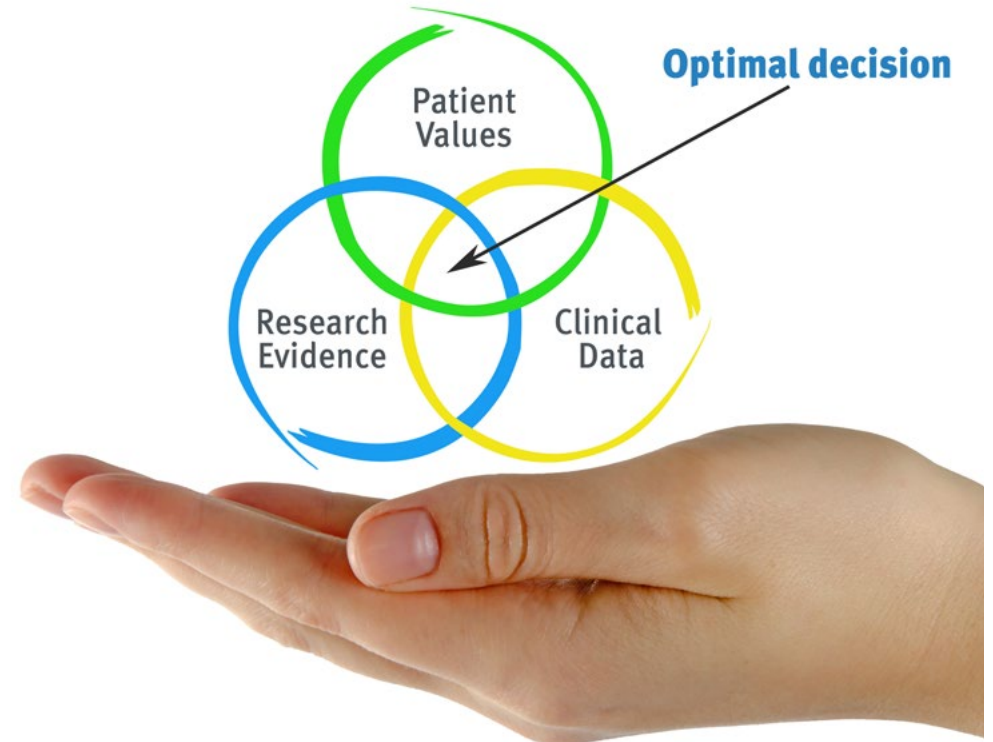 Optimal decision
Patient
Values
Research
Evidence
Clinical
Data